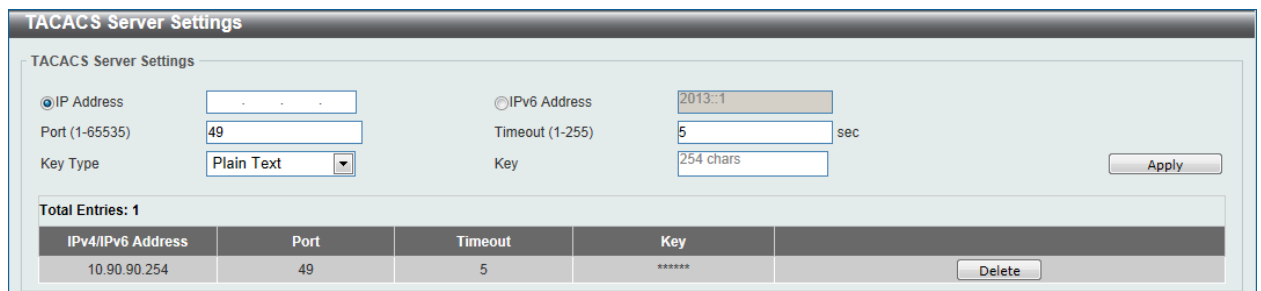 TACACS Server Settings
TACACS Server Settings
IP Address . . . IPv6 Address 2013::1
Port (1-65535) 49 Timeout (1-255) 5 sec
Key Type Plain Text Key 254 chars Apply
Total Entries: 1
IPv4/IPv6 Address Port Timeout Key
10.90.90.254 49 5 ****** Delete